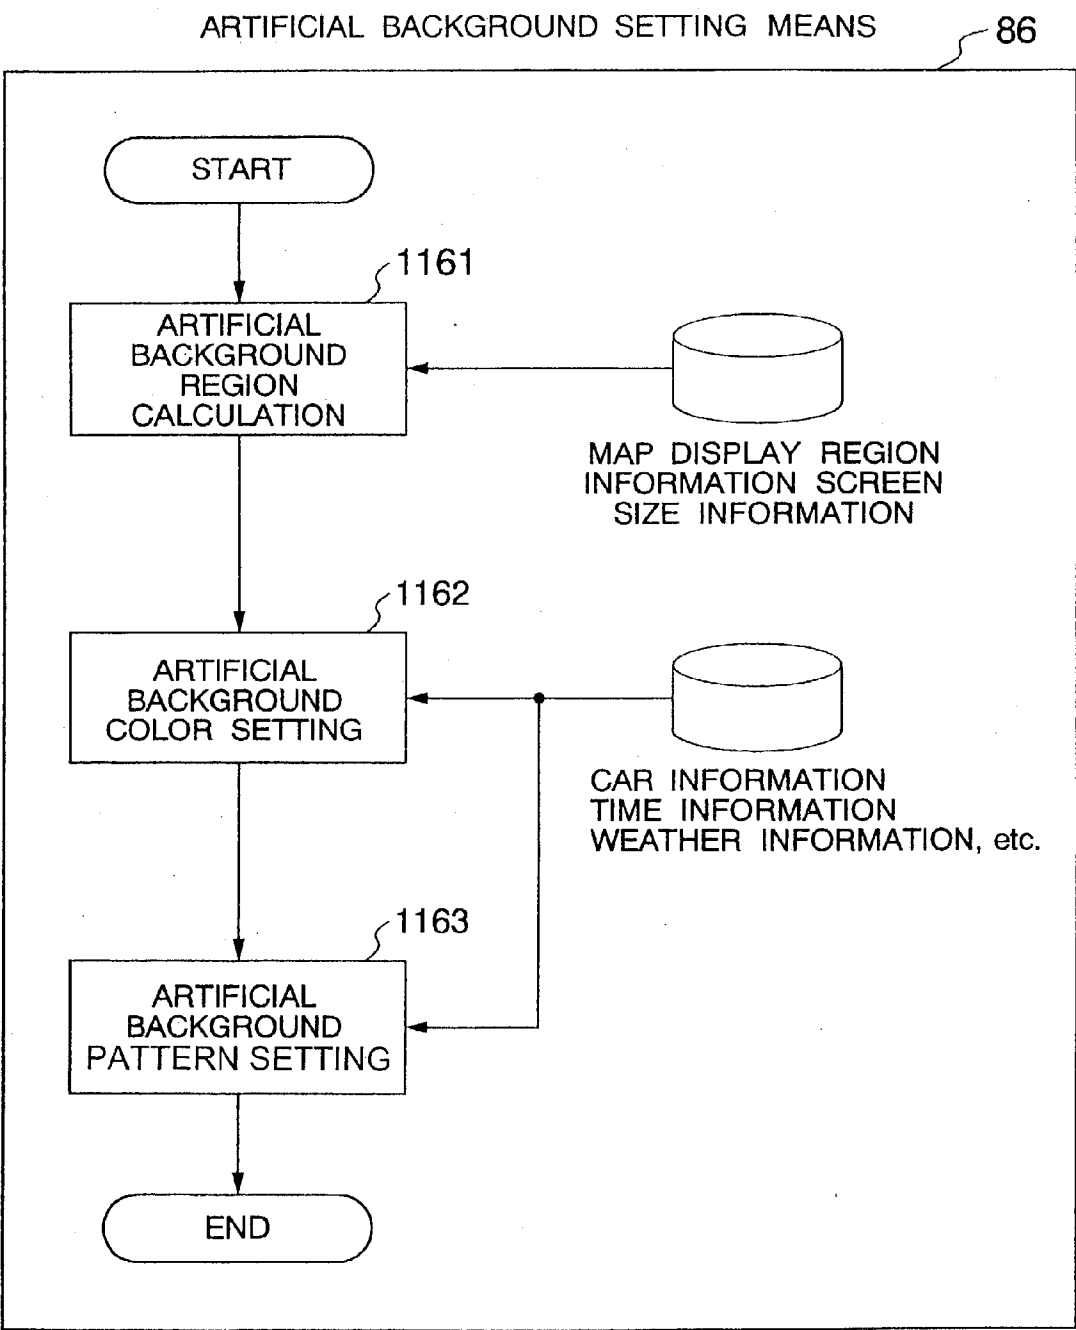 ARTIFICIAL BACKGROUND SETTING MEANS
86
START
1161
ARTIFICIAL
BACKGROUND
REGION
CALCULATION
MAP DISPLAY REGION
INFORMATION SCREEN
SIZE INFORMATION
1162
ARTIFICIAL
BACKGROUND
COLOR SETTING
CAR INFORMATION
TIME INFORMATION
WEATHER INFORMATION, etc.
1163
ARTIFICIAL
BACKGROUND
PATTERN SETTING
END